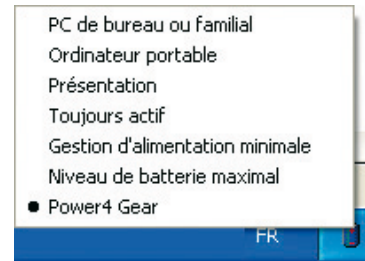 PC de bureau ou familial
Ordinateur portable
Présentation
Toujours actif
Gestion d'alimentation minimale
Niveau de batterie maximal
Power4 Gear
FR